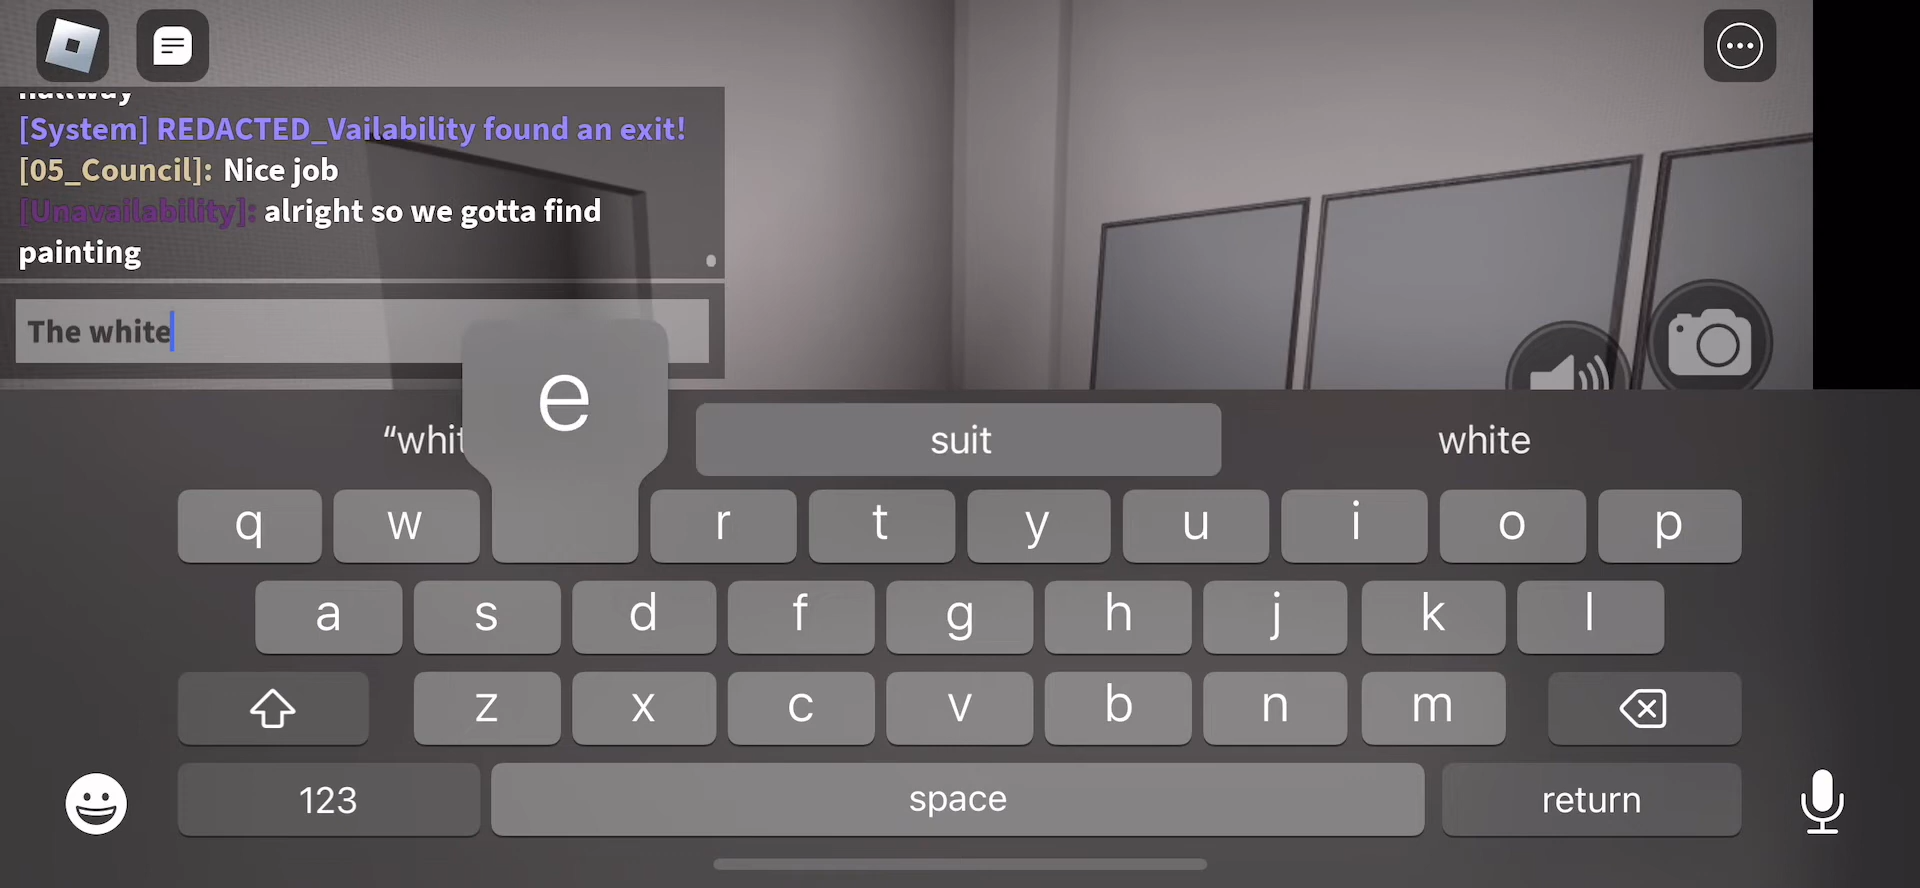 hallway
[System] REDACTED_Vailability found an exit!
[05_Council]: Nice job
[Unavailability]: alright so we gotta find
painting
The white
e
“whit
suit
white
q w r t y u i o p
a s d f g h j k l
z x c v b n m
123
space
return